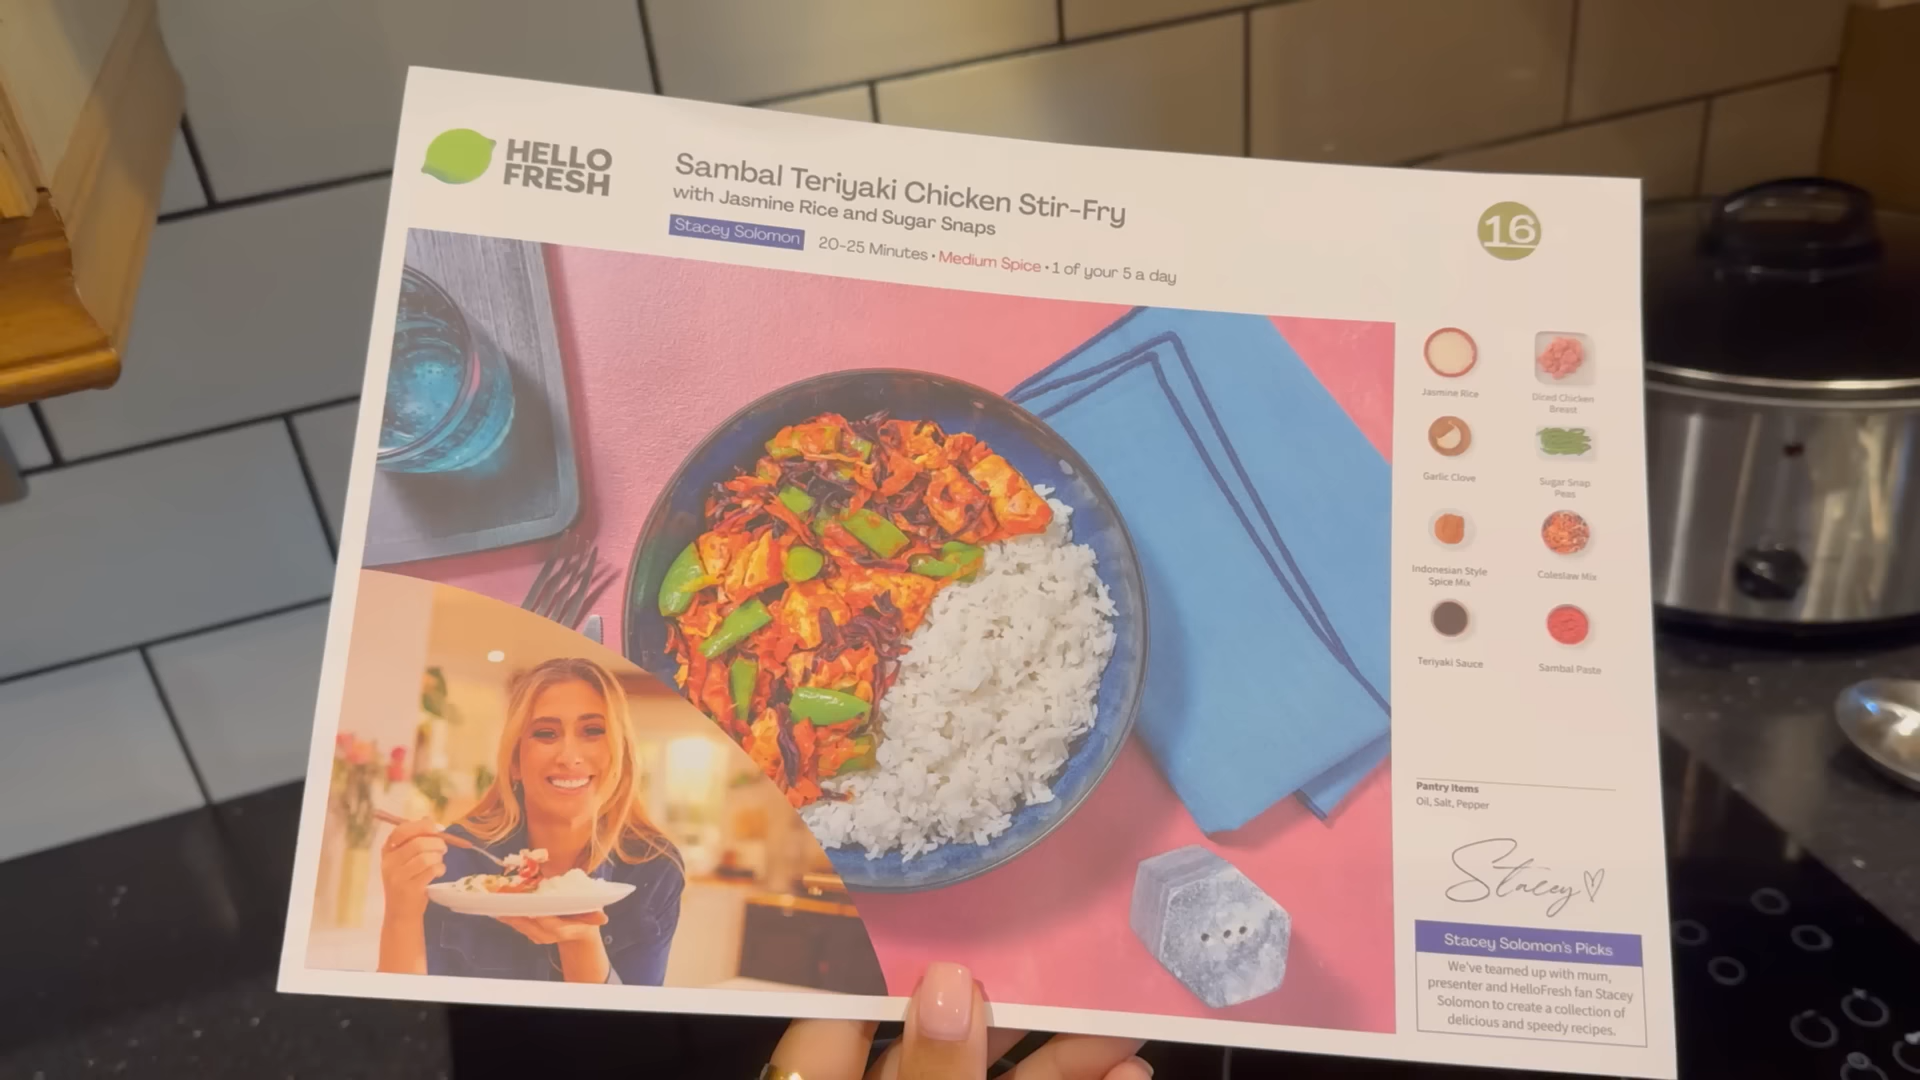 HELLO
FRESH
Sambal Teriyaki Chicken Stir-Fry
with Jasmine Rice and Sugar Snaps
Stacey Solomon 20-25 Minutes • Medium Spice • 1 of your 5 a day
16
Jasmine Rice
Diced Chicken
Breast
Garlic Clove
Sugar Snap
Peas
Indonesian Style
Spice Mix
Coleslaw Mix
Teriyaki Sauce
Sambal Paste
Pantry Items
Oil, Salt, Pepper
Stacey
Stacey Solomon's Picks
We've teamed up with mum,
presenter and HelloFresh fan Stacey
Solomon to create a collection of
delicious and speedy recipes.